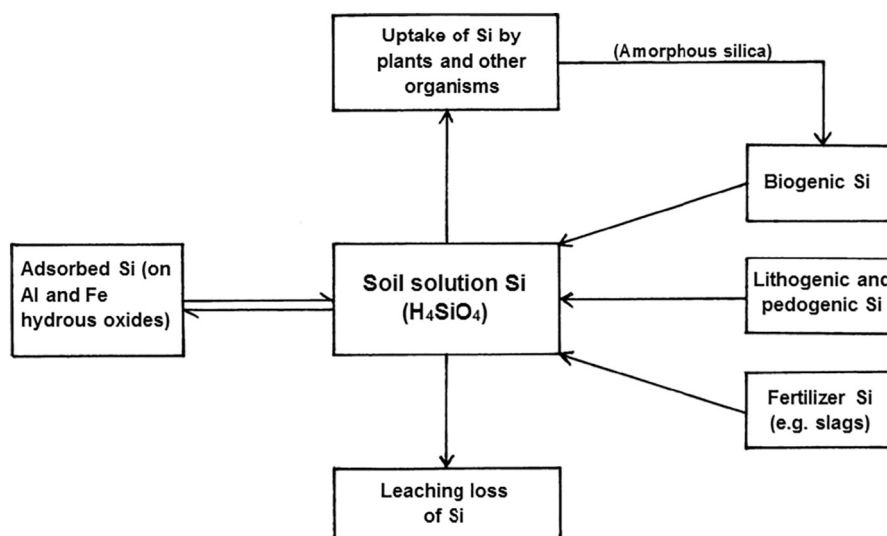 Uptake of Si by
plants and other
organisms
(Amorphous silica)
Biogenic Si
Adsorbed Si (on
Al and Fe
hydrous oxides)
Soil solution Si
(H₄SiO₄)
Lithogenic and
pedogenic Si
Fertilizer Si
(e.g. slags)
Leaching loss
of Si